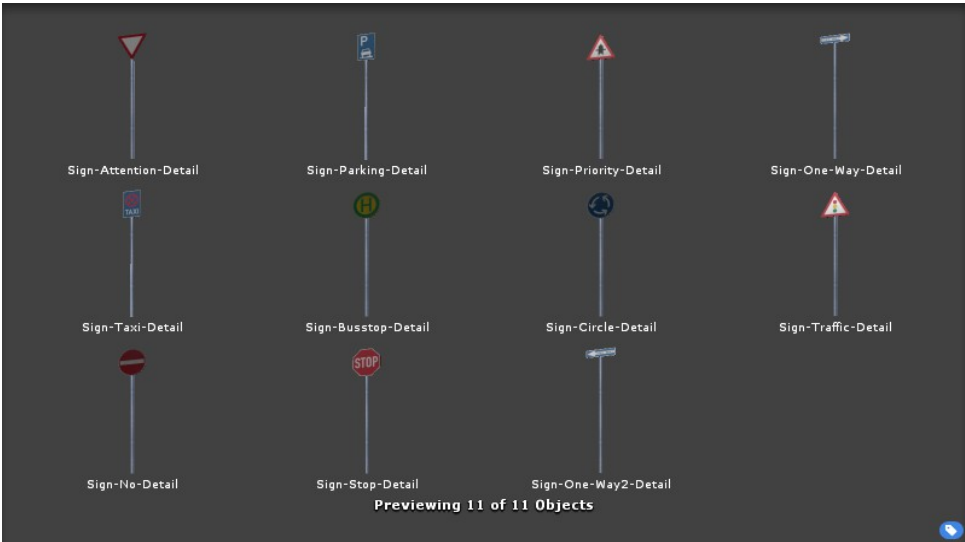 P
Sign-Attention-Detail
Sign-Parking-Detail
Sign-Priority-Detail
Sign-One-Way-Detail
TAXI
H
Sign-Taxi-Detail
Sign-Busstop-Detail
Sign-Circle-Detail
Sign-Traffic-Detail
STOP
Sign-No-Detail
Sign-Stop-Detail
Sign-One-Way2-Detail
Previewing 11 of 11 Objects